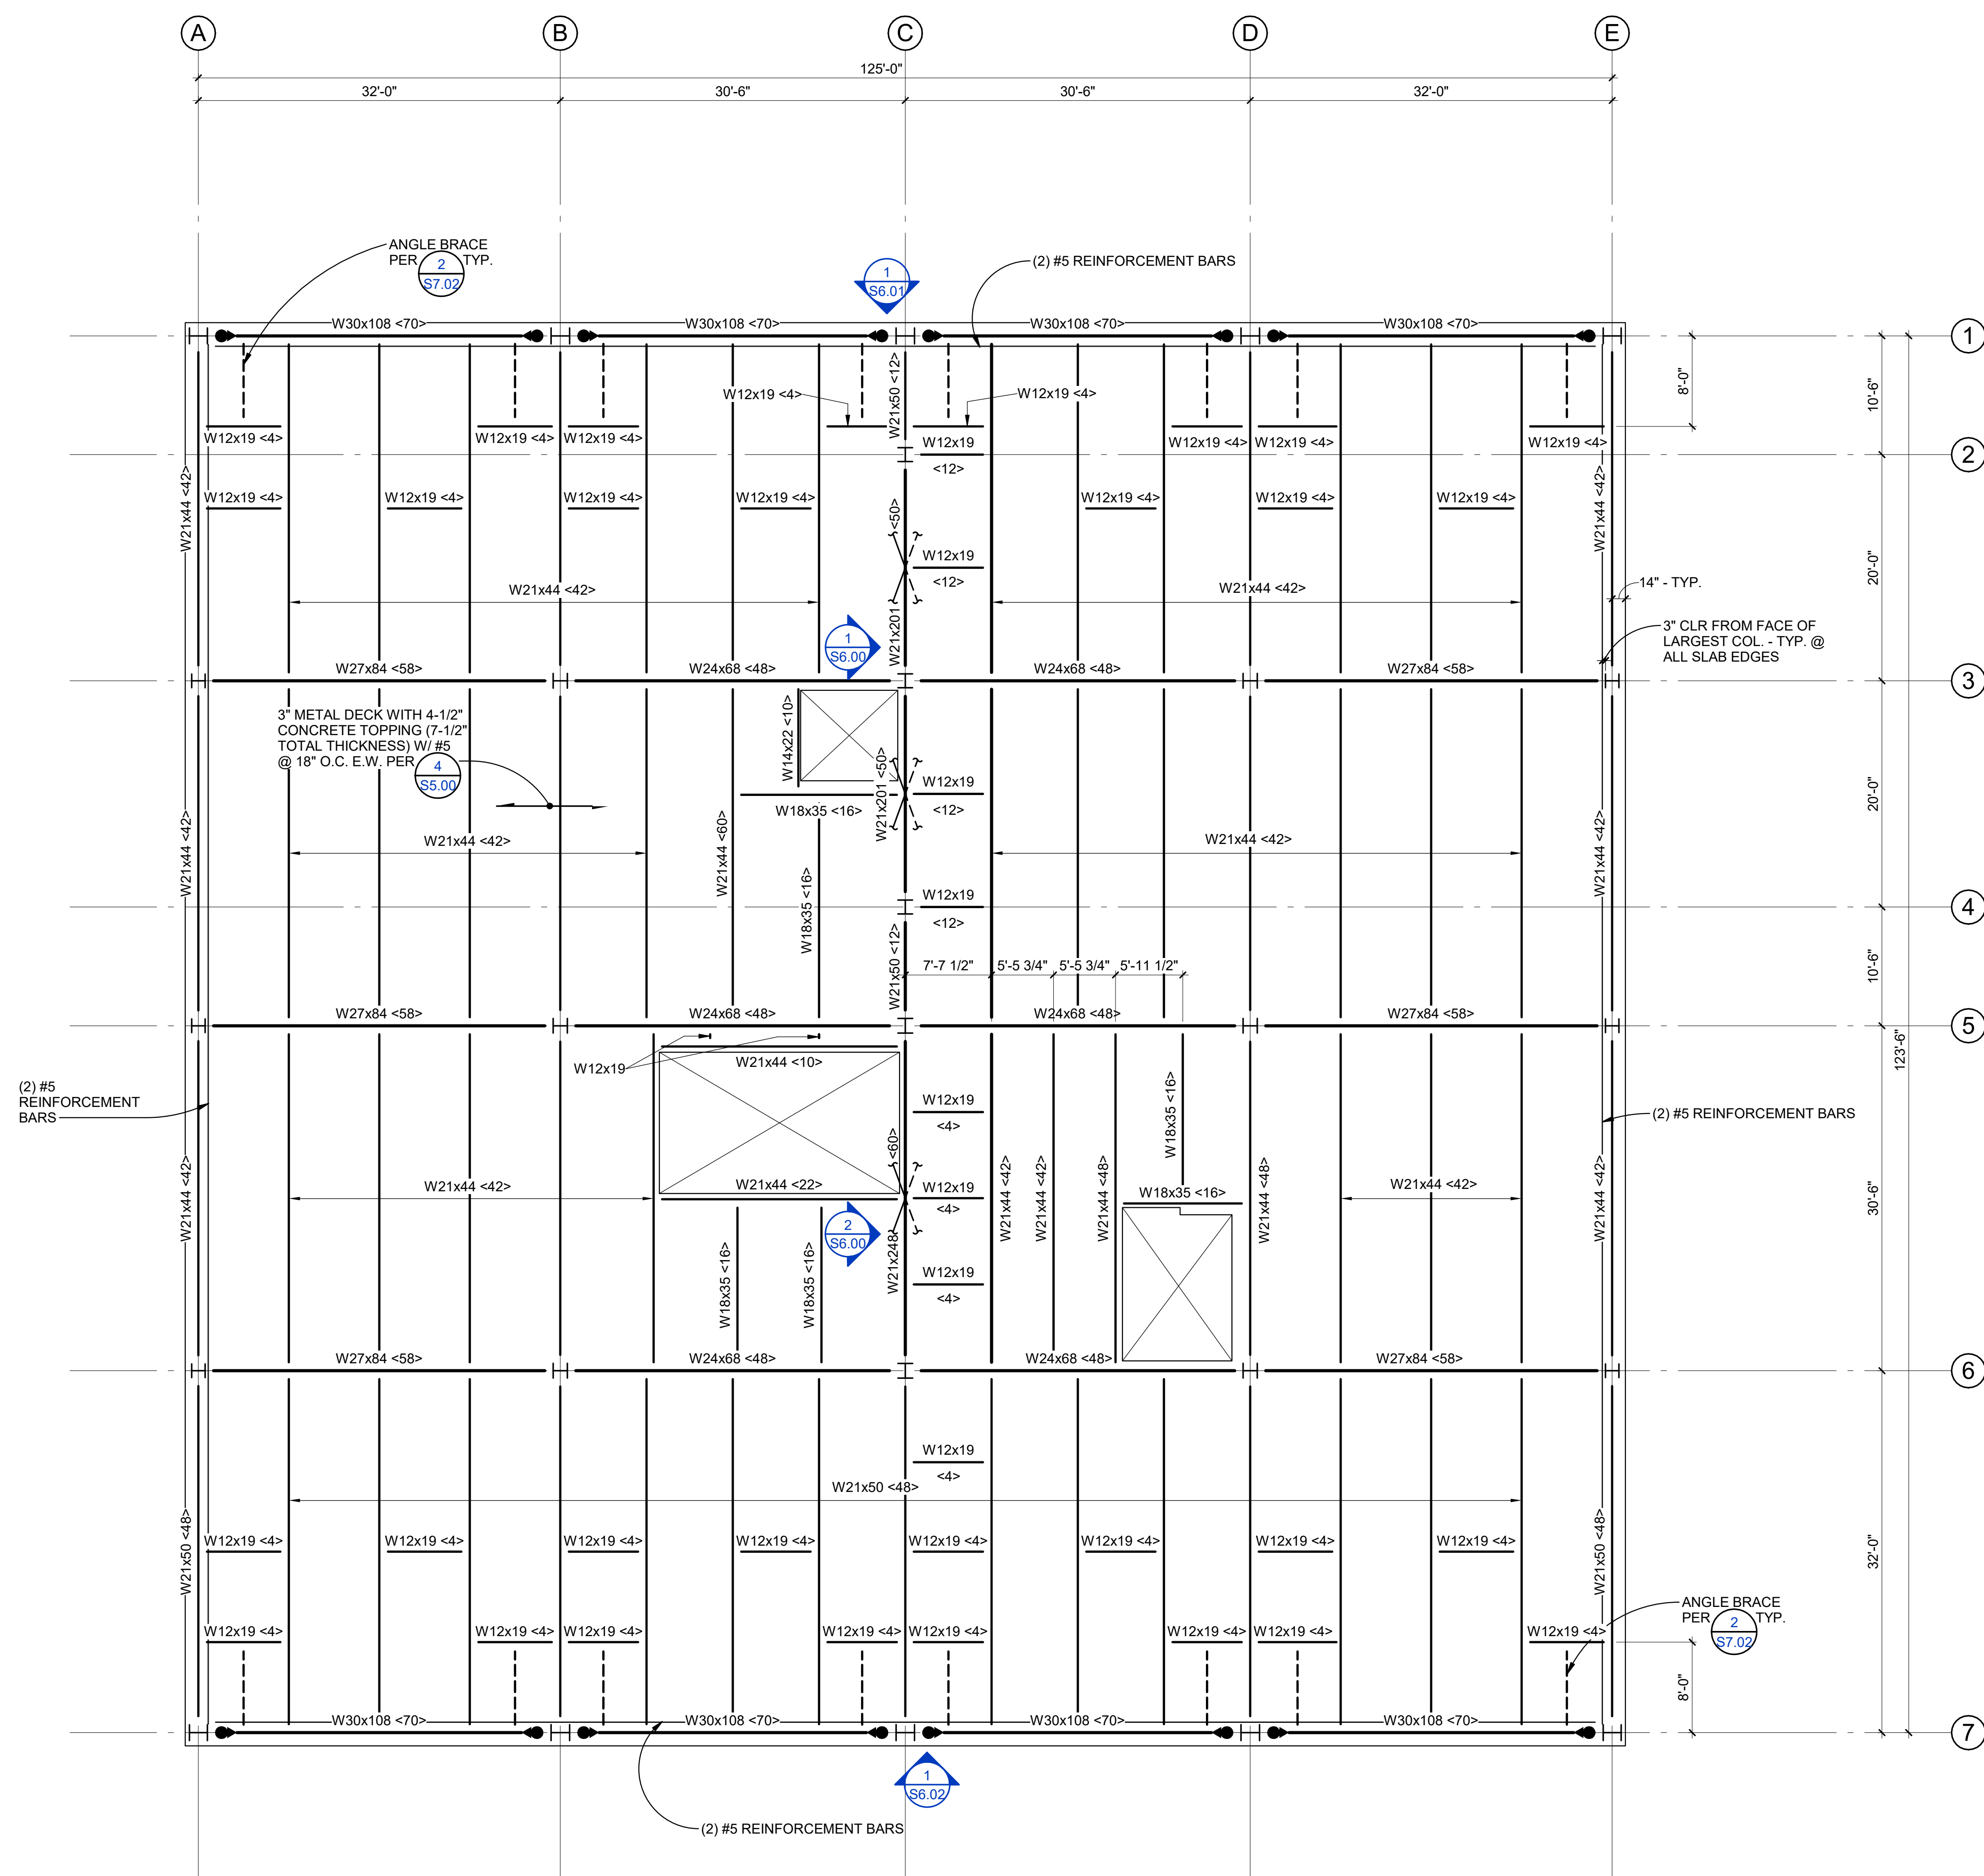 A
B
C
D
E
125'-0"
32'-0"
30'-6"
30'-6"
32'-0"
ANGLE BRACE
PER 2 TYP.
S7.02
1
S6.01
(2) #5 REINFORCEMENT BARS
W30x108 <70>
W30x108 <70>
W30x108 <70>
W30x108 <70>
1
8'-0"
10'-6"
W21x50 <12>
W12x19 <4>
W12x19 <4>
W12x19 <4>
W12x19 <4>
W12x19 <4>
W12x19
W12x19 <4>
W12x19 <4>
W12x19 <4>
<12>
2
W21x44 <42>
W12x19 <4>
W12x19 <4>
W12x19 <4>
W12x19 <4>
W12x19 <4>
W12x19 <4>
W12x19 <4>
W21x44 <42>
<50>
W12x19
<12>
20'-0"
W21x44 <42>
W21x44 <42>
14" - TYP.
W21x201
1
S6.00
3" CLR FROM FACE OF
LARGEST COL. - TYP. @
ALL SLAB EDGES
W27x84 <58>
W24x68 <48>
W24x68 <48>
W27x84 <58>
3
3" METAL DECK WITH 4-1/2"
CONCRETE TOPPING (7-1/2"
TOTAL THICKNESS) W/ #5
@ 18" O.C. E.W. PER 4
S5.00
W14x22 <10>
W21x201 <50>
W12x19
<12>
20'-0"
W18x35 <16>
W21x44 <42>
W21x44 <42>
W21x44 <60>
W21x44 <42>
W21x44 <42>
W18x35 <16>
W12x19
<12>
4
W21x50 <12>
7'-7 1/2"
5'-5 3/4"
5'-5 3/4"
5'-11 1/2"
10'-6"
W27x84 <58>
W24x68 <48>
W24x68 <48>
W27x84 <58>
5
123'-6"
W12x19
W21x44 <10>
(2) #5
REINFORCEMENT
BARS
W12x19
<4>
W18x35 <16>
(2) #5 REINFORCEMENT BARS
<60>
W21x44 <42>
W21x44 <42>
W21x44 <22>
W12x19
<4>
W21x44 <42>
W21x44 <42>
W21x44 <48>
W18x35 <16>
W21x44 <48>
W21x44 <42>
W21x44 <42>
30'-6"
2
S6.00
W21x248
W18x35 <16>
W18x35 <16>
W12x19
<4>
W27x84 <58>
W24x68 <48>
W24x68 <48>
W27x84 <58>
6
W12x19
<4>
W21x50 <48>
W21x50 <48>
W12x19 <4>
W12x19 <4>
W12x19 <4>
W12x19 <4>
W12x19 <4>
W12x19 <4>
W12x19 <4>
W12x19 <4>
W21x50 <48>
32'-0"
ANGLE BRACE
PER 2 TYP.
S7.02
W12x19 <4>
W12x19 <4>
W12x19 <4>
W12x19 <4>
W12x19 <4>
W12x19 <4>
W12x19 <4>
W12x19 <4>
8'-0"
W30x108 <70>
W30x108 <70>
W30x108 <70>
W30x108 <70>
7
1
S6.02
(2) #5 REINFORCEMENT BARS